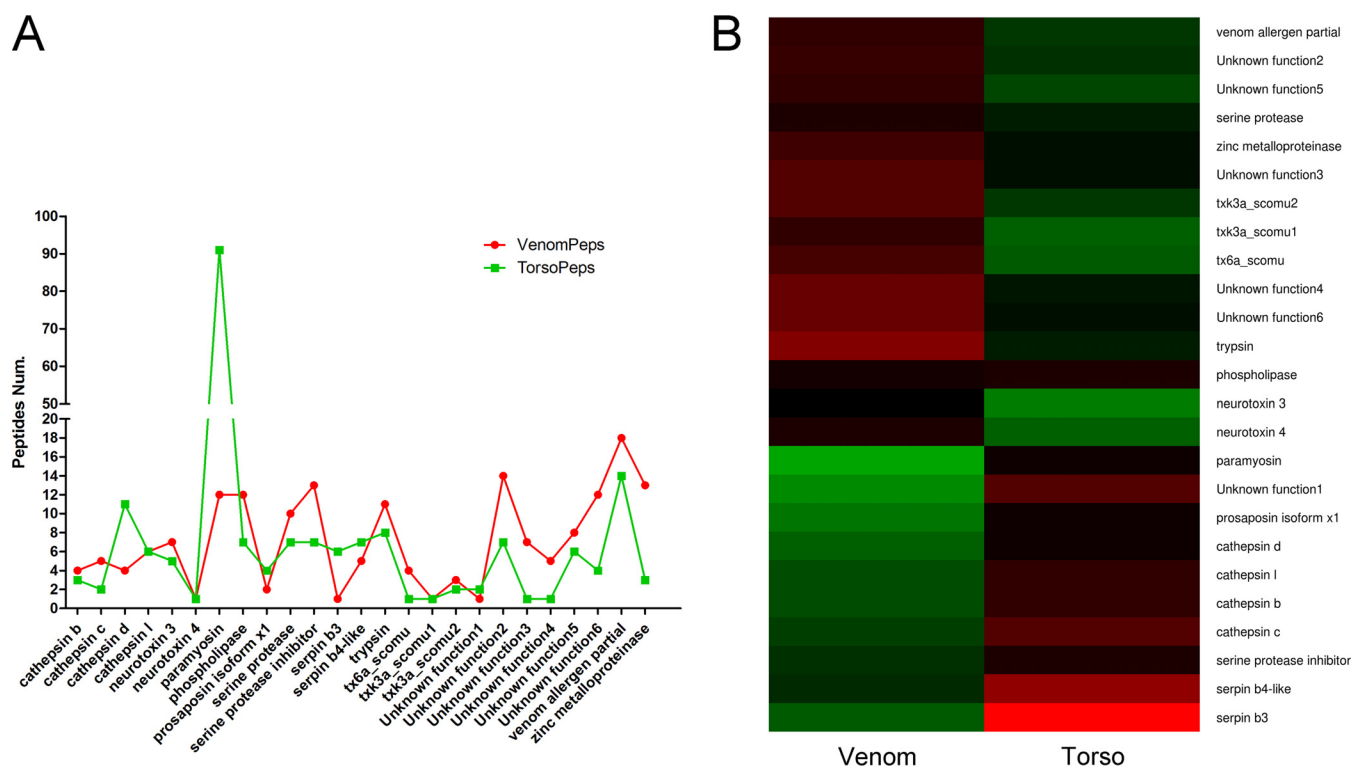 A
B
100
90
80
70
60
50
20
18
16
14
12
10
8
6
4
2
0
Peptides Num.
VenomPeps
TorsoPeps
cathepsin b
cathepsin c
cathepsin d
cathepsin l
neurotoxin 3
neurotoxin 4
paramyosin
phospholipase
prosaposin isoform x1
serine protease
serine protease inhibitor
serpin b3
serpin b4-like
trypsin
tx6a_scomu
txk3a_scomu1
txk3a_scomu2
Unknown function1
Unknown function2
Unknown function3
Unknown function4
Unknown function5
Unknown function6
venom allergen partial
zinc metalloproteinase
venom allergen partial
Unknown function2
Unknown function5
serine protease
zinc metalloproteinase
Unknown function3
txk3a_scomu2
txk3a_scomu1
tx6a_scomu
Unknown function4
Unknown function6
trypsin
phospholipase
neurotoxin 3
neurotoxin 4
paramyosin
Unknown function1
prosaposin isoform x1
cathepsin d
cathepsin l
cathepsin b
cathepsin c
serine protease inhibitor
serpin b4-like
serpin b3
Venom
Torso